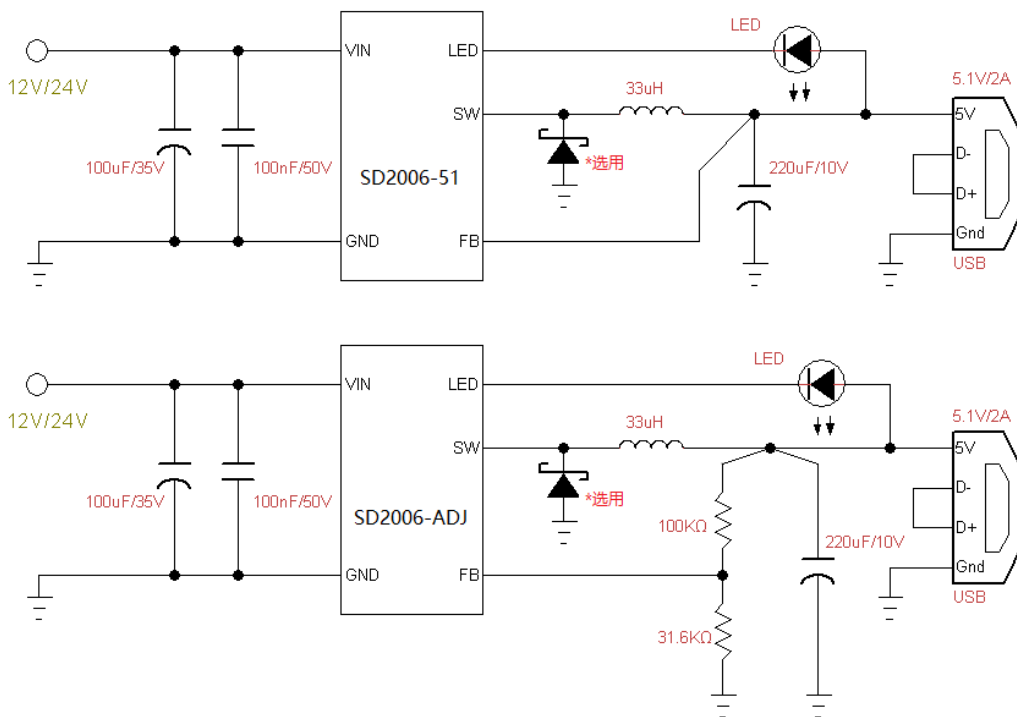 LED
VIN
LED
12V/24V
33uH
5.1V/2A
SW
5V
D-
100uF/35V
100nF/50V
SD2006-51
*选用
220uF/10V
D+
GND
FB
Gnd
USB
LED
VIN
LED
12V/24V
33uH
5.1V/2A
SW
5V
D-
100uF/35V
100nF/50V
SD2006-ADJ
*选用
100KΩ
D+
220uF/10V
GND
FB
Gnd
USB
31.6KΩ